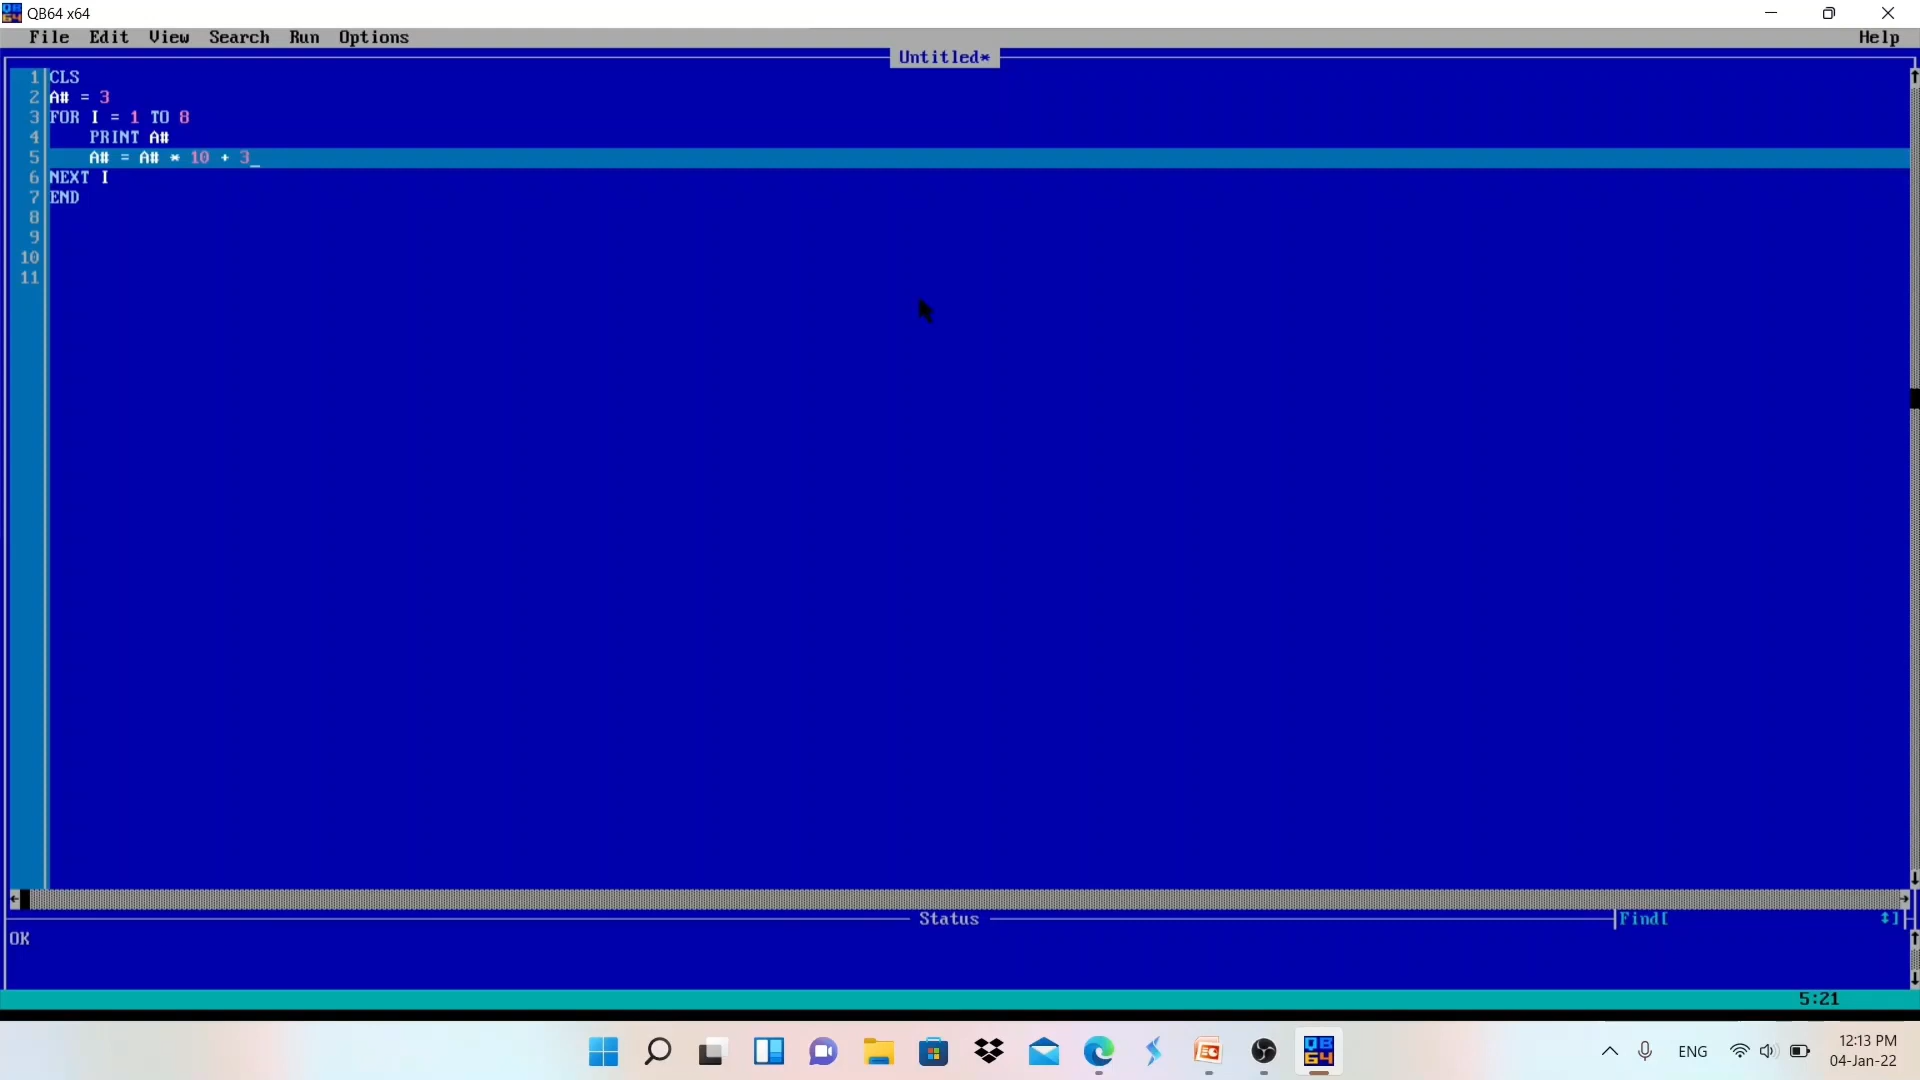 QB64 x64
File Edit View Search Run Options Help
Untitled*
1 CLS
2 A# = 3
3 FOR I = 1 TO 8
4 PRINT A#
5 A# = A# * 10 + 3_
6 NEXT I
7 END
8
9
10
11
Status
Find[ ↕]
OK
5:21
QB64
ENG
12:13 PM
04-Jan-22